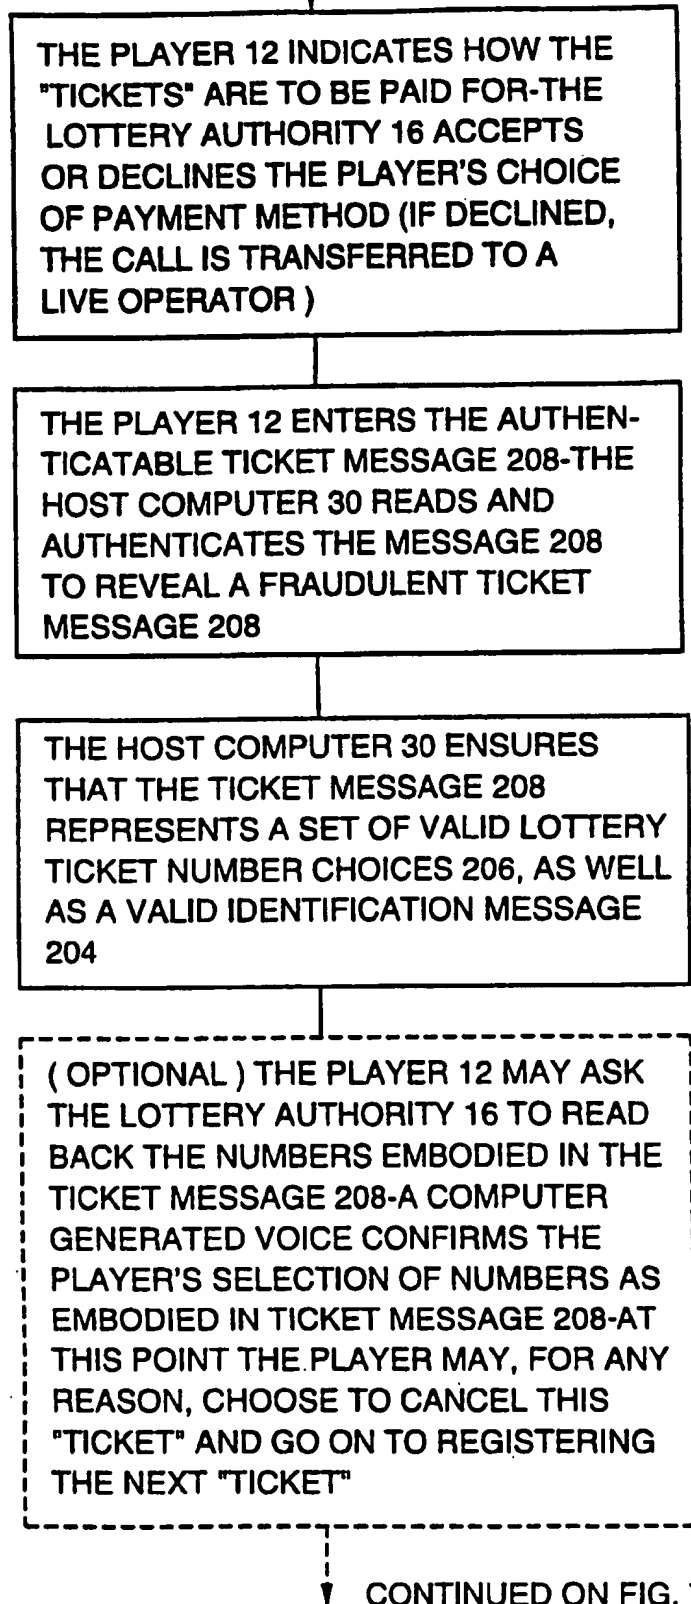 THE PLAYER 12 INDICATES HOW THE
"TICKETS" ARE TO BE PAID FOR-THE
LOTTERY AUTHORITY 16 ACCEPTS
OR DECLINES THE PLAYER'S CHOICE
OF PAYMENT METHOD (IF DECLINED,
THE CALL IS TRANSFERRED TO A
LIVE OPERATOR )
THE PLAYER 12 ENTERS THE AUTHEN-
TICATABLE TICKET MESSAGE 208-THE
HOST COMPUTER 30 READS AND
AUTHENTICATES THE MESSAGE 208
TO REVEAL A FRAUDULENT TICKET
MESSAGE 208
THE HOST COMPUTER 30 ENSURES
THAT THE TICKET MESSAGE 208
REPRESENTS A SET OF VALID LOTTERY
TICKET NUMBER CHOICES 206, AS WELL
AS A VALID IDENTIFICATION MESSAGE
204
( OPTIONAL ) THE PLAYER 12 MAY ASK
THE LOTTERY AUTHORITY 16 TO READ
BACK THE NUMBERS EMBODIED IN THE
TICKET MESSAGE 208-A COMPUTER
GENERATED VOICE CONFIRMS THE
PLAYER'S SELECTION OF NUMBERS AS
EMBODIED IN TICKET MESSAGE 208-AT
THIS POINT THE PLAYER MAY, FOR ANY
REASON, CHOOSE TO CANCEL THIS
"TICKET" AND GO ON TO REGISTERING
THE NEXT "TICKET"
CONTINUED ON FIG.